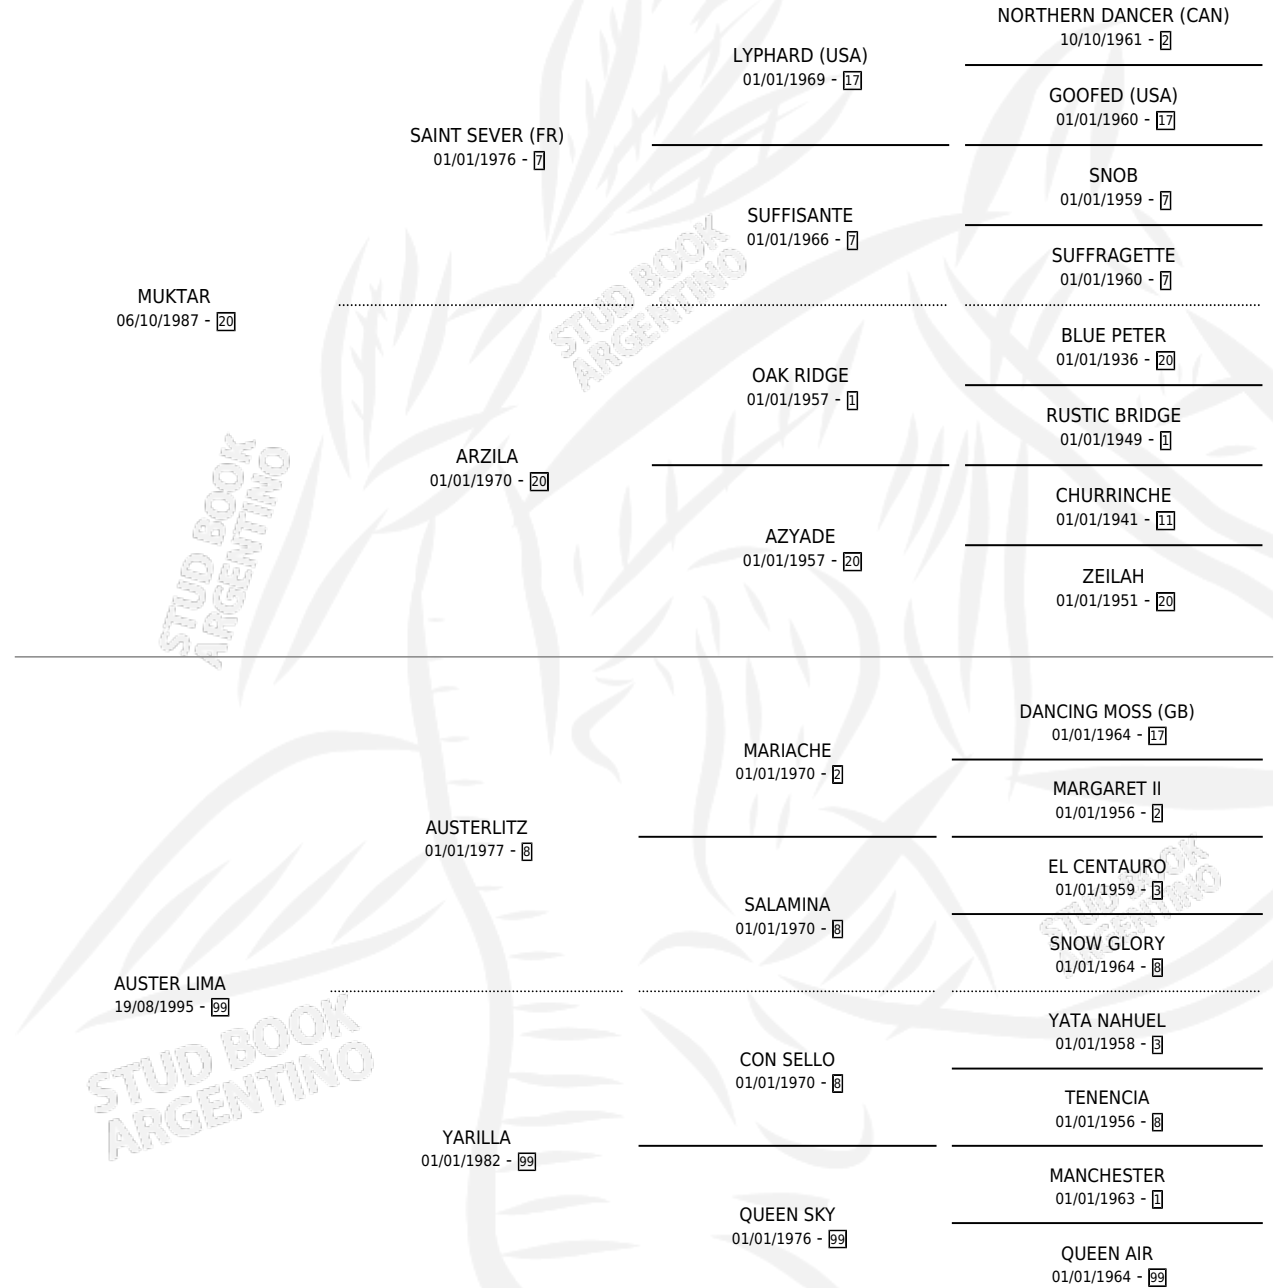 NORTHERN DANCER (CAN)
10/10/1961 - 2
LYPHARD (USA)
01/01/1969 - 17
GOOFED (USA)
01/01/1960 - 17
SAINT SEVER (FR)
01/01/1976 - 7
SNOB
01/01/1959 - 7
SUFFISANTE
01/01/1966 - 7
SUFFRAGETTE
01/01/1960 - 7
MUKTAR
06/10/1987 - 20
BLUE PETER
01/01/1936 - 20
OAK RIDGE
01/01/1957 - 1
RUSTIC BRIDGE
01/01/1949 - 1
ARZILA
01/01/1970 - 20
CHURRINCHE
01/01/1941 - 11
AZYADE
01/01/1957 - 20
ZEILAH
01/01/1951 - 20
STUD BOOK
ARGENTINO
STUD BOOK
ARGENTINO
DANCING MOSS (GB)
01/01/1964 - 17
MARIACHE
01/01/1970 - 2
MARGARET II
01/01/1956 - 2
AUSTERLITZ
01/01/1977 - 8
EL CENTAURO
01/01/1959 - 3
SALAMINA
01/01/1970 - 8
SNOW GLORY
01/01/1964 - 8
AUSTER LIMA
19/08/1995 - 99
YATA NAHUEL
01/01/1958 - 3
CON SELLO
01/01/1970 - 8
TENENCIA
01/01/1956 - 8
YARILLA
01/01/1982 - 99
MANCHESTER
01/01/1963 - 1
QUEEN SKY
01/01/1976 - 99
QUEEN AIR
01/01/1964 - 99
STUD BOOK
ARGENTINO
STUD BOOK
ARGENTINO